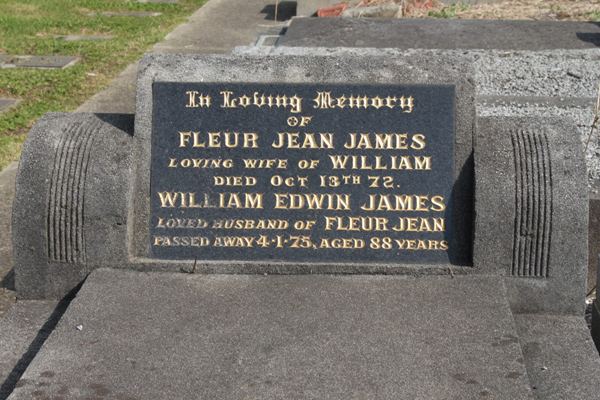 In Loving Memory
OF
FLEUR JEAN JAMES
LOVING WIFE OF WILLIAM
DIED OCT 13TH 72.
WILLIAM EDWIN JAMES
LOVED HUSBAND OF FLEUR JEAN
PASSED AWAY 4·1·75, AGED 88 YEARS